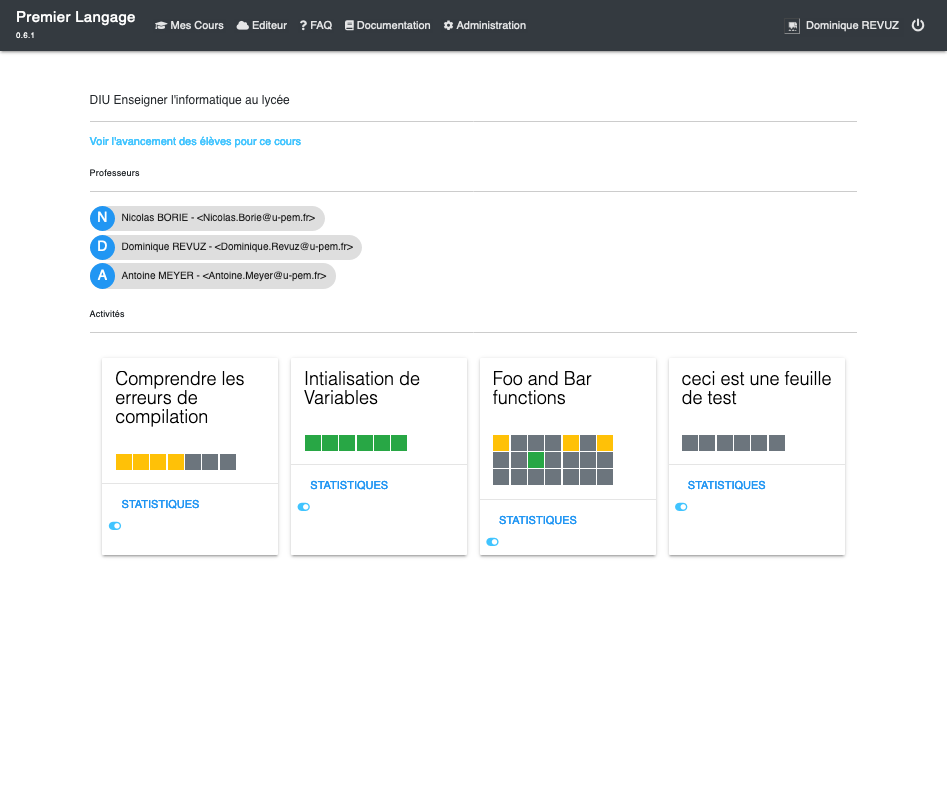 Premier Langage
0.6.1
Mes Cours
Editeur
? FAQ
Documentation
Administration
Dominique REVUZ
DIU Enseigner l'informatique au lycée
Voir l'avancement des élèves pour ce cours
Professeurs
N Nicolas BORIE - <Nicolas.Borie@u-pem.fr>
D Dominique REVUZ - <Dominique.Revuz@u-pem.fr>
A Antoine MEYER - <Antoine.Meyer@u-pem.fr>
Activités
Comprendre les
erreurs de
compilation
STATISTIQUES
Intialisation de
Variables
STATISTIQUES
Foo and Bar
functions
STATISTIQUES
ceci est une feuille
de test
STATISTIQUES